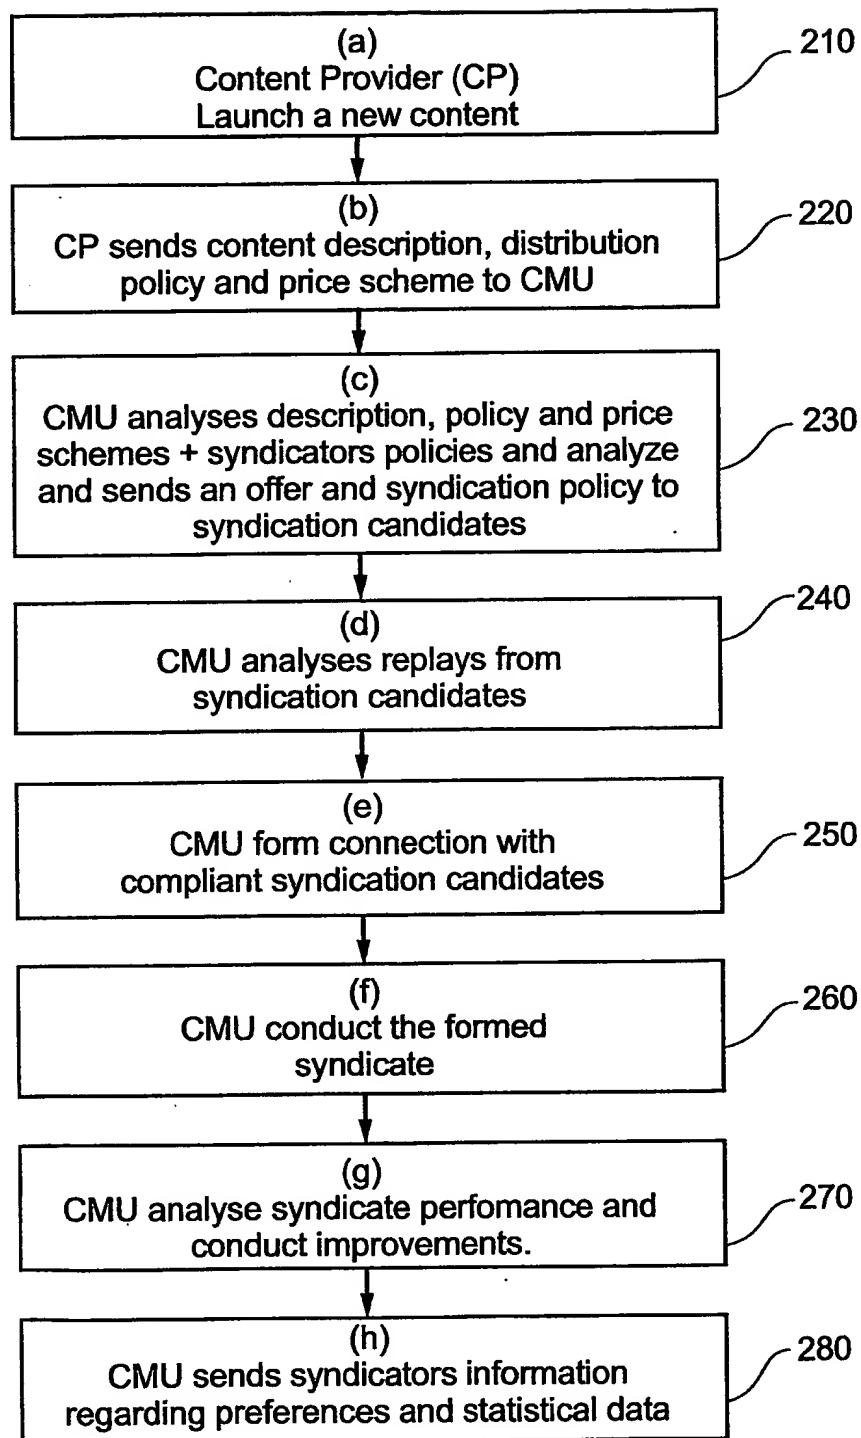 (a)
Content Provider (CP)
Launch a new content
210
(b)
CP sends content description, distribution
policy and price scheme to CMU
220
(c)
CMU analyses description, policy and price
schemes + syndicators policies and analyze
and sends an offer and syndication policy to
syndication candidates
230
(d)
CMU analyses replays from
syndication candidates
240
(e)
CMU form connection with
compliant syndication candidates
250
(f)
CMU conduct the formed
syndicate
260
(g)
CMU analyse syndicate perfomance and
conduct improvements.
270
(h)
CMU sends syndicators information
regarding preferences and statistical data
280